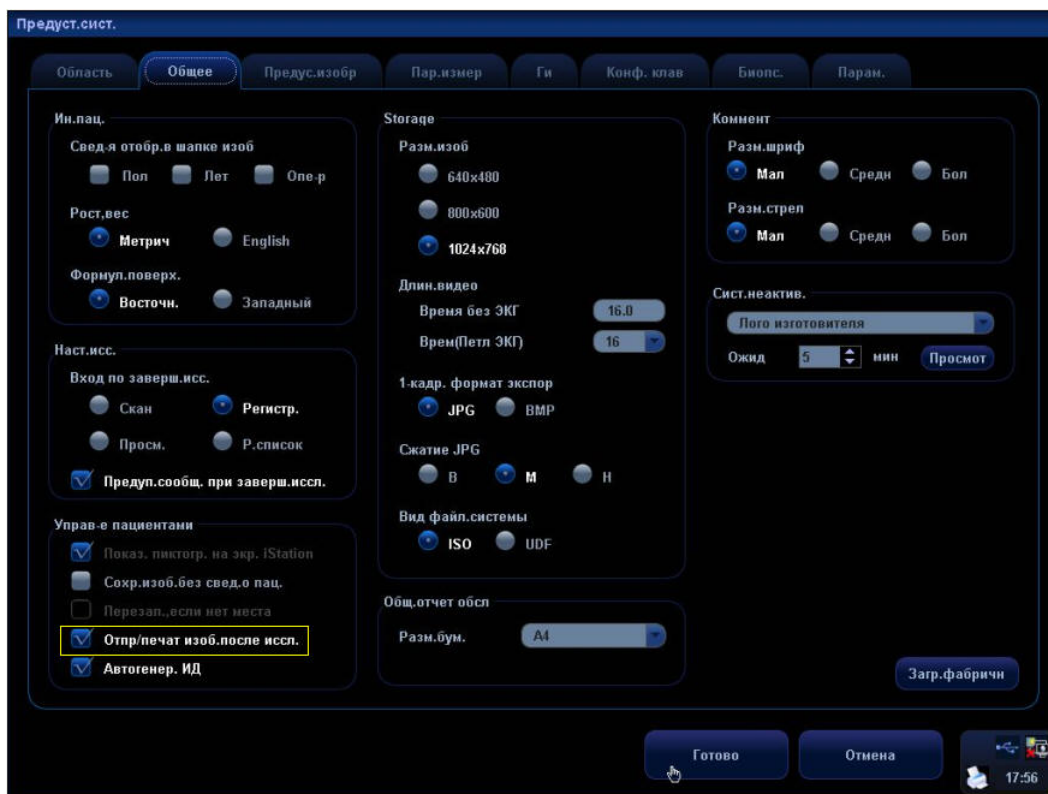 Предуст.сист.
Область Общее Предус.изобр Пар.измер Ги Конф. клав Биопс. Парам.
Ин.пац.
Свед-я отобр.в шапке изоб
Пол Лет Опе-р
Рост,вес
Метрич English
Формул.поверх.
Восточн. Западный
Наст.исс.
Вход по заверш.исс.
Скан Регистр.
Просм. Р.список
Предуп.сообщ. при заверш.иссл.
Управ-е пациентами
Показ. пиктогр. на экр. iStation
Сохр.изоб.без свед.о пац.
Перезап.,если нет места
Отпр/печат изоб.после иссл.
Автогенер. ИД
Storage
Разм.изоб
640x480
800x600
1024x768
Длин.видео
Время без ЭКГ 16.0
Врем(Петл ЭКГ) 16
1-кадр. формат экспор
JPG BMP
Сжатие JPG
В М Н
Вид файл.системы
ISO UDF
Общ.отчет обсл
Разм.бум. A4
Коммент
Разм.шриф
Мал Средн Бол
Разм.стрел
Мал Средн Бол
Сист.неактив.
Лого изготовителя
Ожид 5 мин Просмот
Загр.фабричн
Готово Отмена
17:56